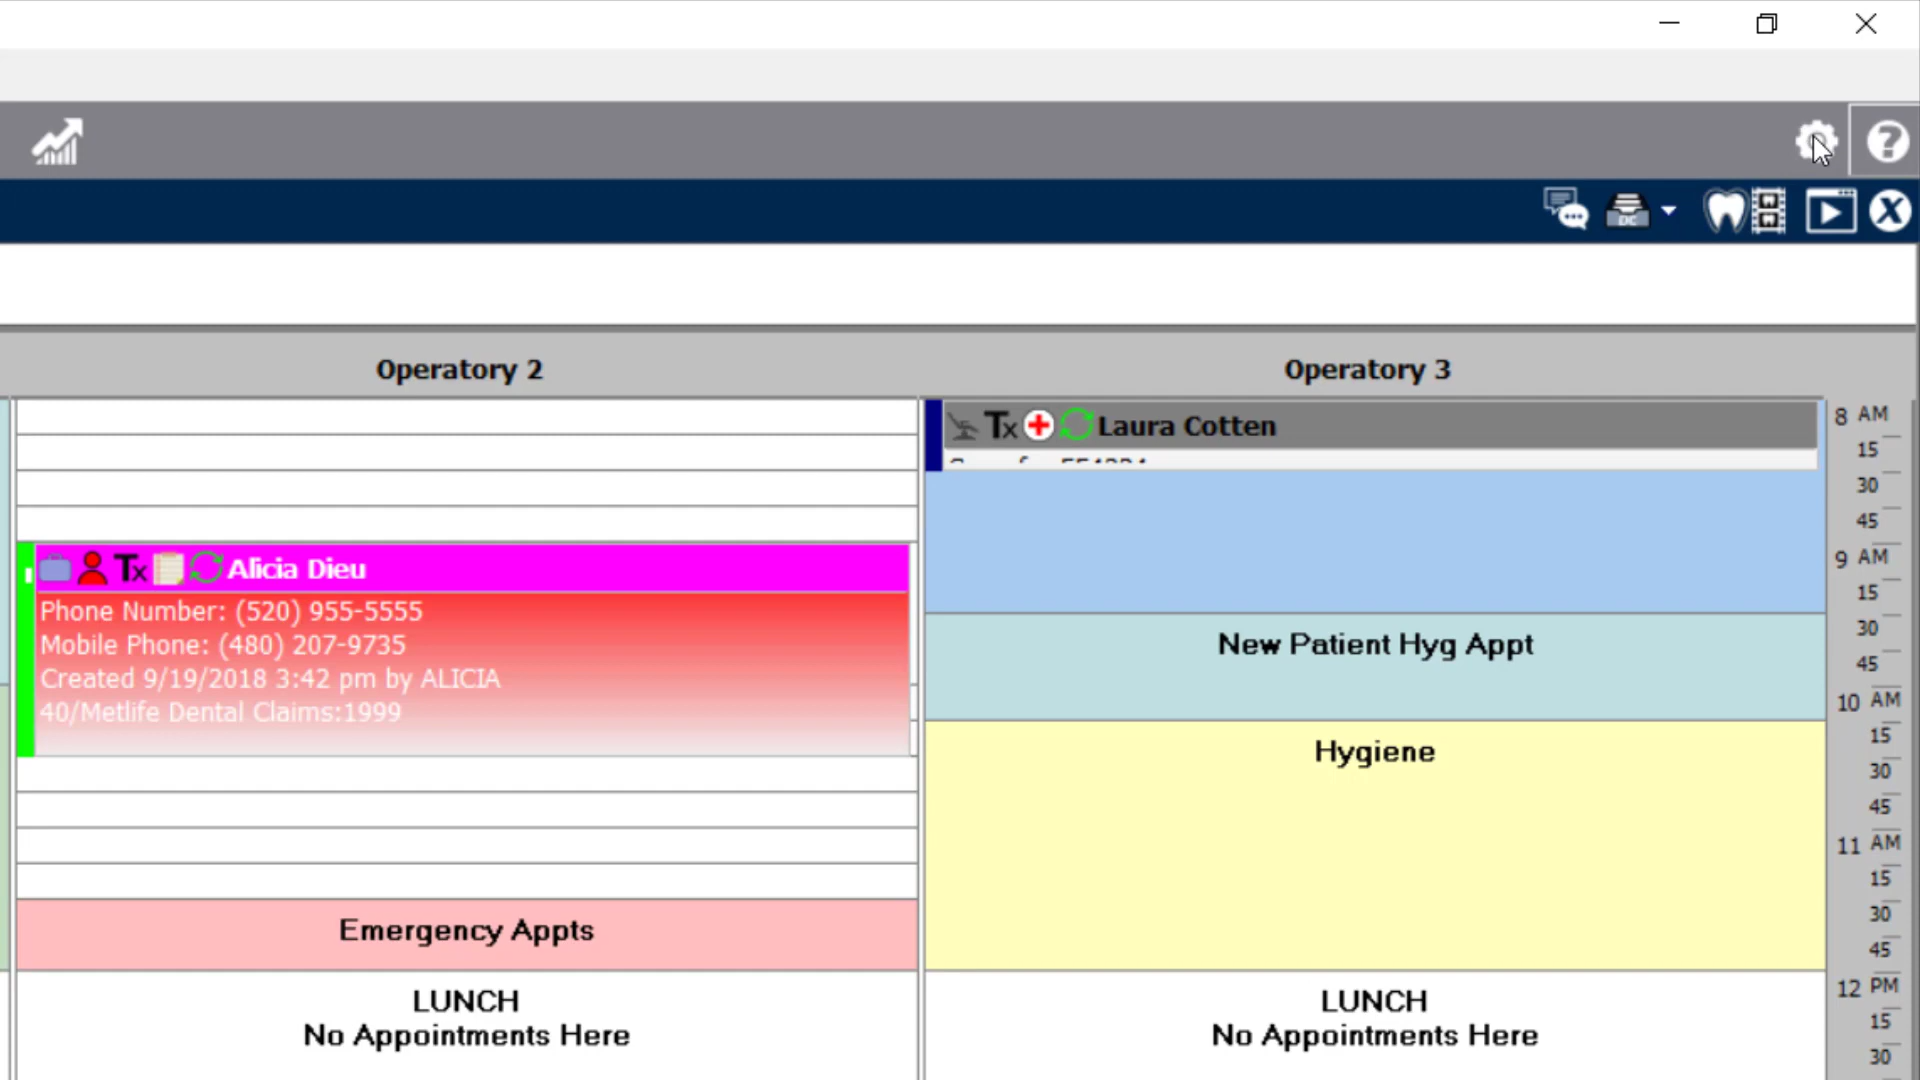 DC
X
Operatory 2
Operatory 3
Tx Laura Cotten
Tx Alicia Dieu
Phone Number: (520) 955-5555
Mobile Phone: (480) 207-9735
Created 9/19/2018 3:42 pm by ALICIA
40/Metlife Dental Claims:1999
New Patient Hyg Appt
Hygiene
Emergency Appts
LUNCH
No Appointments Here
LUNCH
No Appointments Here
8 AM
15
30
45
9 AM
15
30
45
10 AM
15
30
45
11 AM
15
30
45
12 PM
15
30